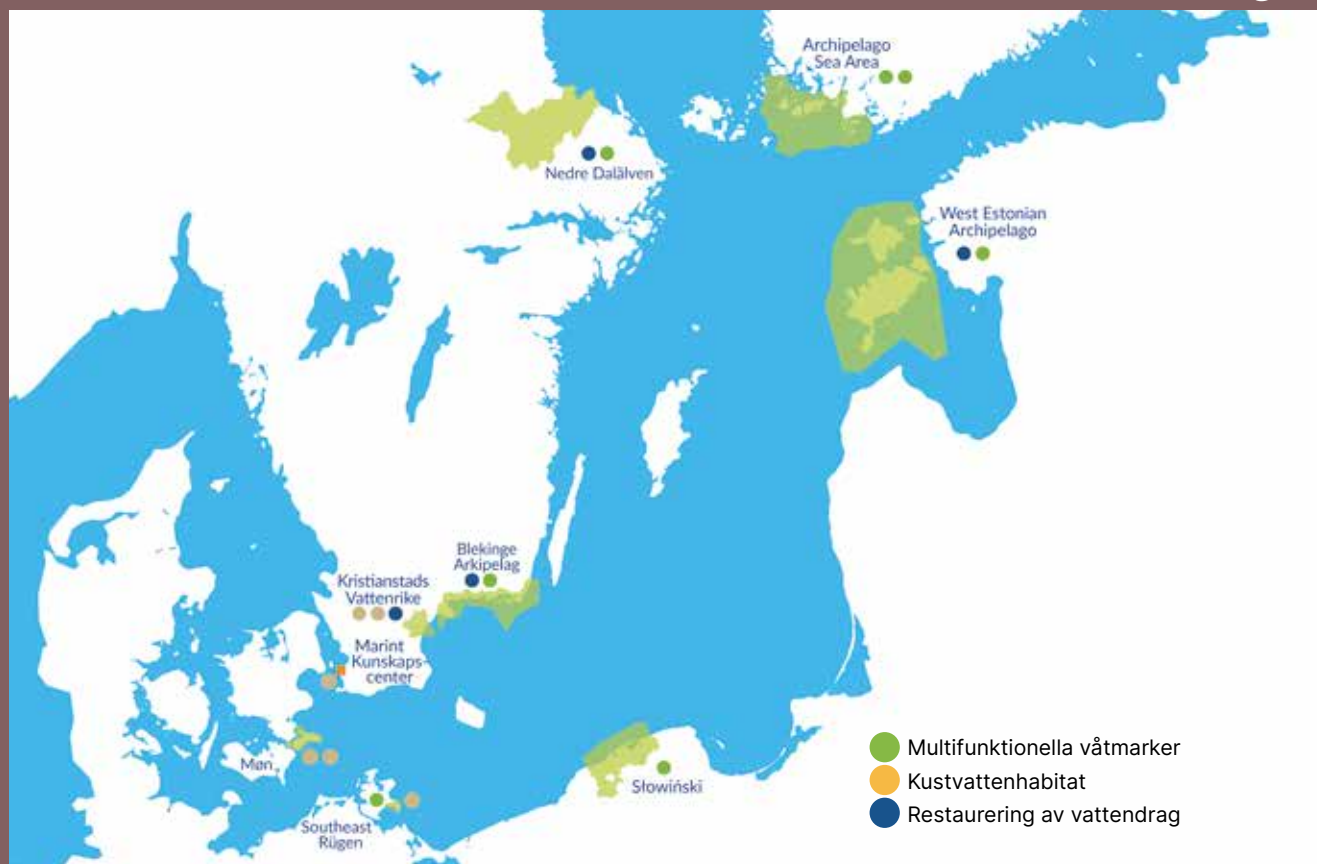 Archipelago
Sea Area
Nedre Dalälven
West Estonian
Archipelago
Blekinge
Arkipelag
Kristianstads
Vattenrike
Marint
Kunskaps-
center
Møn
Słowiński
Southeast
Rügen
Multifunktionella våtmarker
Kustvattenhabitat
Restaurering av vattendrag